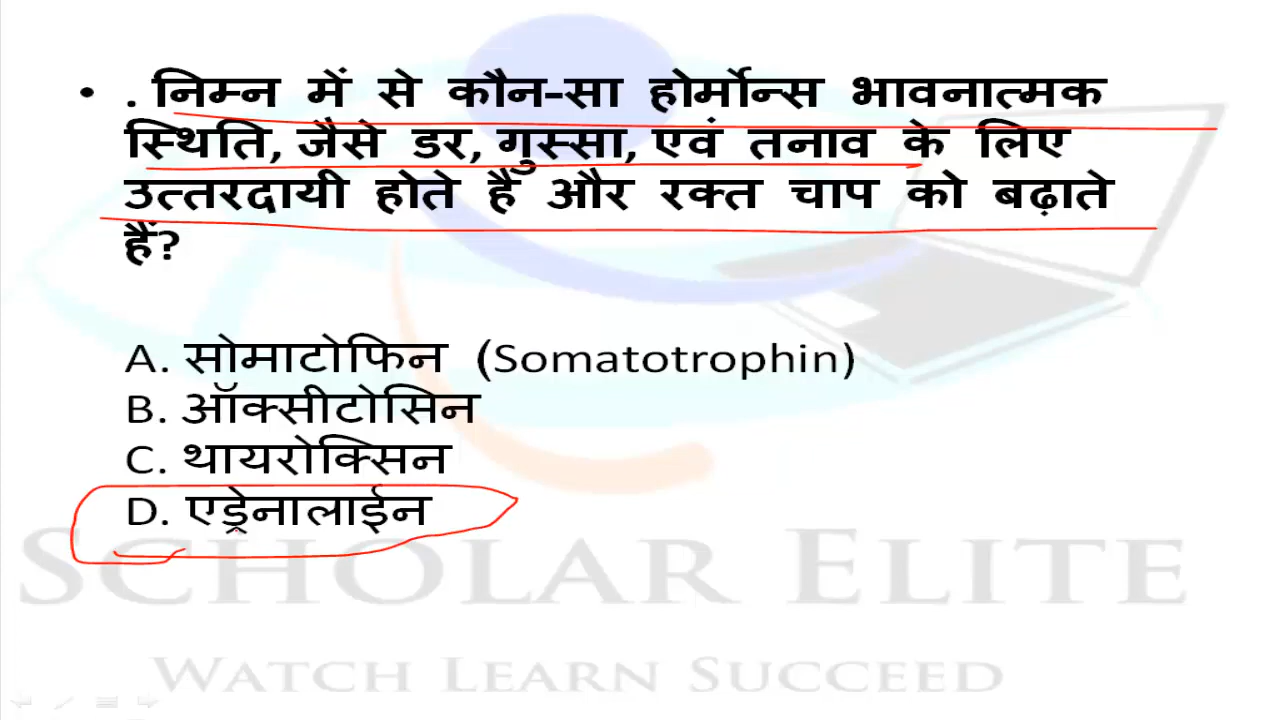 • . निम्न में से कौन-सा होर्मोन्स भावनात्मक
स्थिति, जैसे डर, गुस्सा, एवं तनाव के लिए
उत्तरदायी होते हैं और रक्त चाप को बढ़ाते
हैं?
A. सोमाटोफिन (Somatotrophin)
B. ऑक्सीटोसिन
C. थायरोक्सिन
D. एड्रेनालाईन
SCHOLAR ELITE
WATCH LEARN SUCCEED